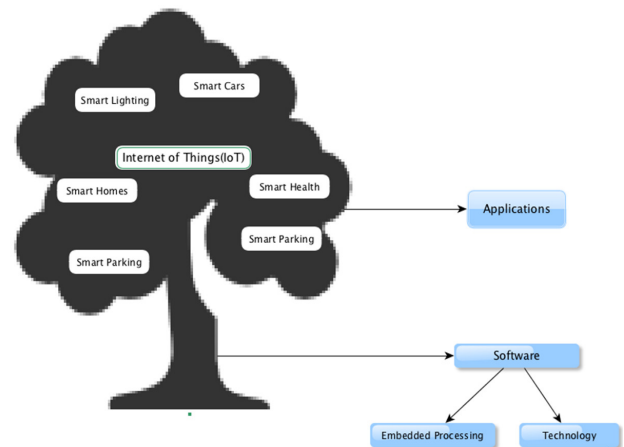 Smart Cars
Smart Lighting
Internet of Things(IoT)
Smart Homes
Smart Health
Applications
Smart Parking
Smart Parking
Software
Embedded Processing
Technology